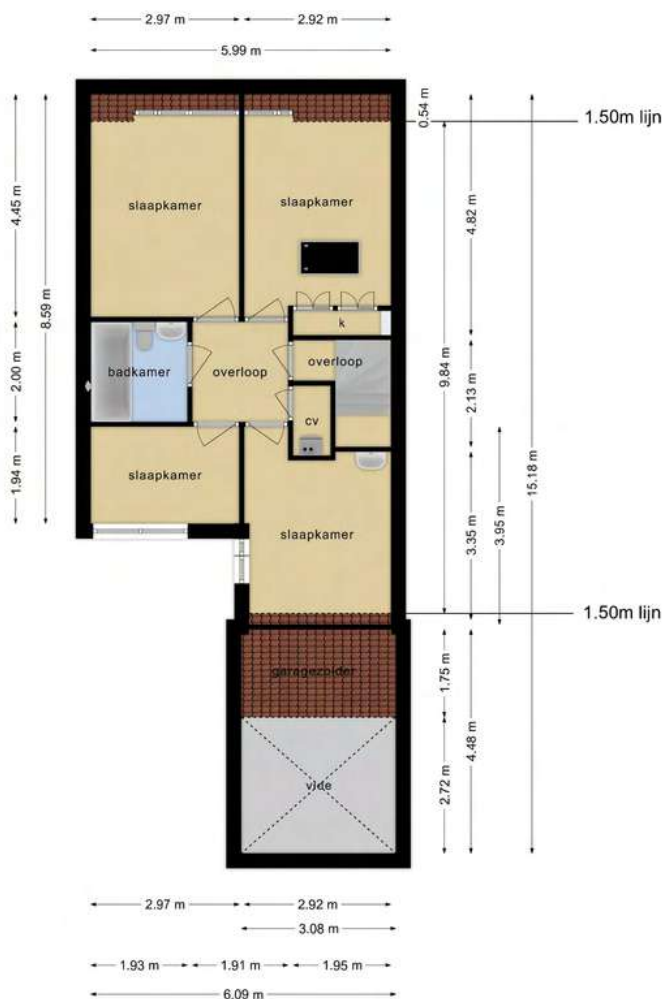 2.97 m
2.92 m
5.99 m
0.54 m
1.50m lijn
4.45 m
8.59 m
4.82 m
slaapkamer
slaapkamer
k
2.00 m
badkamer
overloop
overloop
9.84 m
2.13 m
cv
1.94 m
slaapkamer
15.18 m
3.35 m
3.95 m
slaapkamer
1.50m lijn
garagezolder
1.75 m
4.48 m
2.72 m
vide
2.97 m
2.92 m
3.08 m
1.93 m
1.91 m
1.95 m
6.09 m